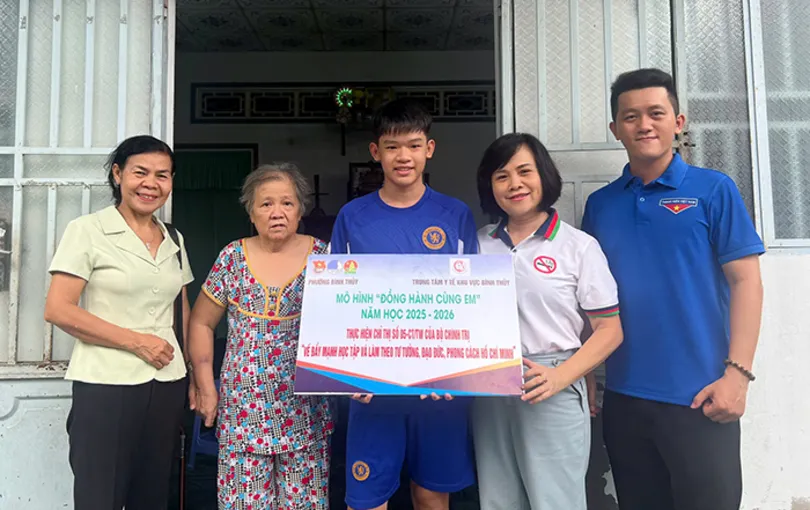 PHƯỜNG BÌNH THỦY
TRUNG TÂM Y TẾ KHU VỰC BÌNH THỦY
MÔ HÌNH "ĐỒNG HÀNH CÙNG EM"
NĂM HỌC 2025 - 2026
THỰC HIỆN CHỈ THỊ SỐ 05-CT/TW CỦA BỘ CHÍNH TRỊ
"VỀ ĐẨY MẠNH HỌC TẬP VÀ LÀM THEO TƯ TƯỞNG, ĐẠO ĐỨC, PHONG CÁCH HỒ CHÍ MINH"